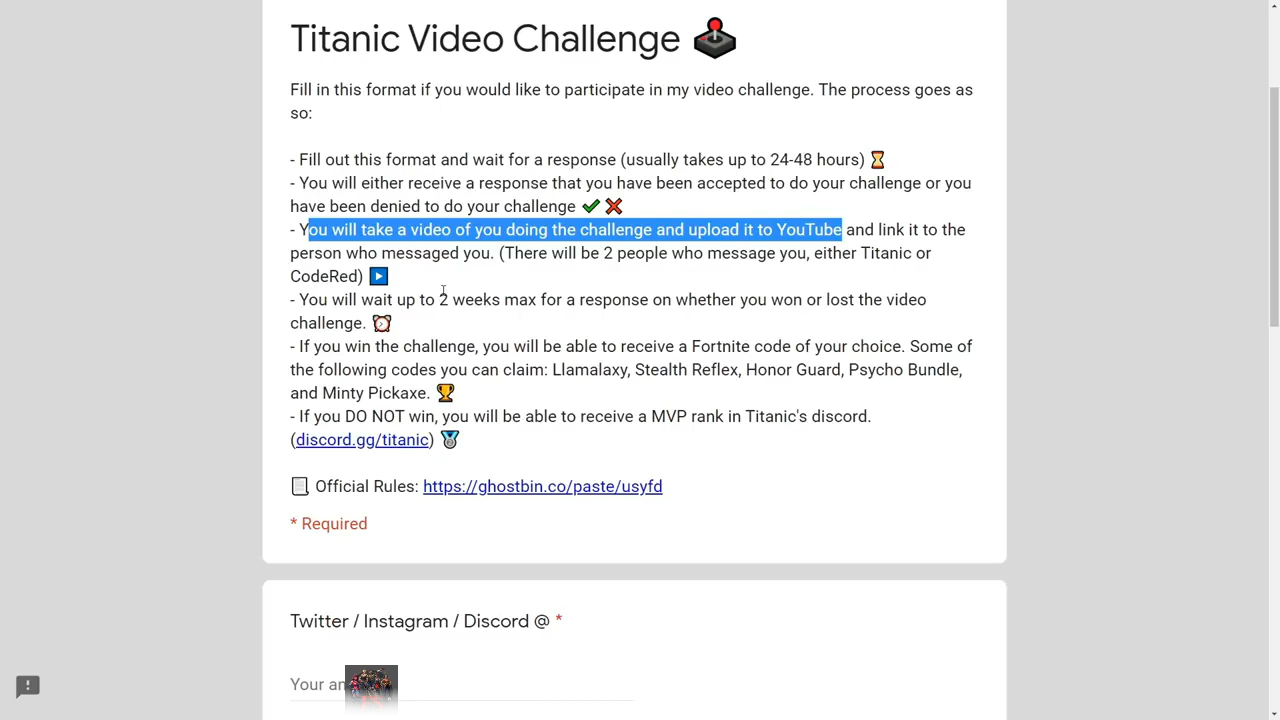 Titanic Video Challenge 🕹️
Fill in this format if you would like to participate in my video challenge. The process goes as
so:
- Fill out this format and wait for a response (usually takes up to 24-48 hours) ⏳
- You will either receive a response that you have been accepted to do your challenge or you
have been denied to do your challenge ✔️ ❌
- You will take a video of you doing the challenge and upload it to YouTube and link it to the
person who messaged you. (There will be 2 people who message you, either Titanic or
CodeRed) ▶️
- You will wait up to 2 weeks max for a response on whether you won or lost the video
challenge. ⏰
- If you win the challenge, you will be able to receive a Fortnite code of your choice. Some of
the following codes you can claim: Llamalaxy, Stealth Reflex, Honor Guard, Psycho Bundle,
and Minty Pickaxe. 🏆
- If you DO NOT win, you will be able to receive a MVP rank in Titanic's discord.
(discord.gg/titanic) 🏅
📃 Official Rules: https://ghostbin.co/paste/usyfd
* Required
Twitter / Instagram / Discord @ *
Your